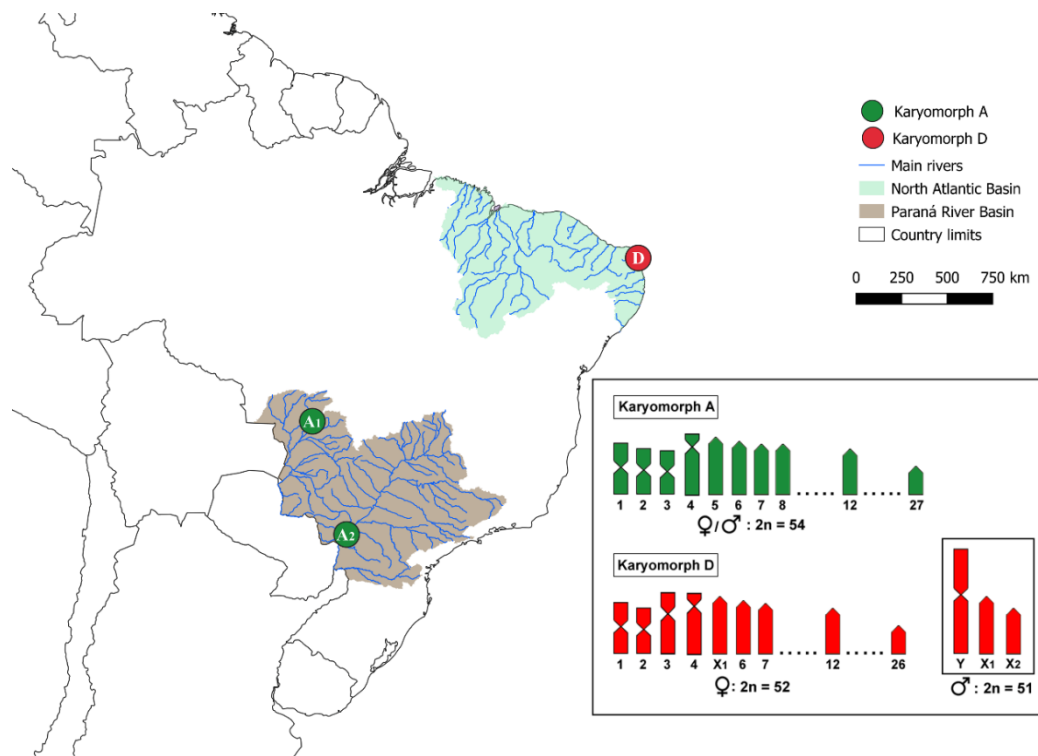 Karyomorph A
Karyomorph D
Main rivers
North Atlantic Basin
Paraná River Basin
Country limits
0 250 500 750 km
D
A1
A2
Karyomorph A
1 2 3 4 5 6 7 8 ..... 12 ..... 27
♀/♂ : 2n = 54
Karyomorph D
1 2 3 4 X1 6 7 ..... 12 ..... 26
♀: 2n = 52
Y X1 X2
♂: 2n = 51